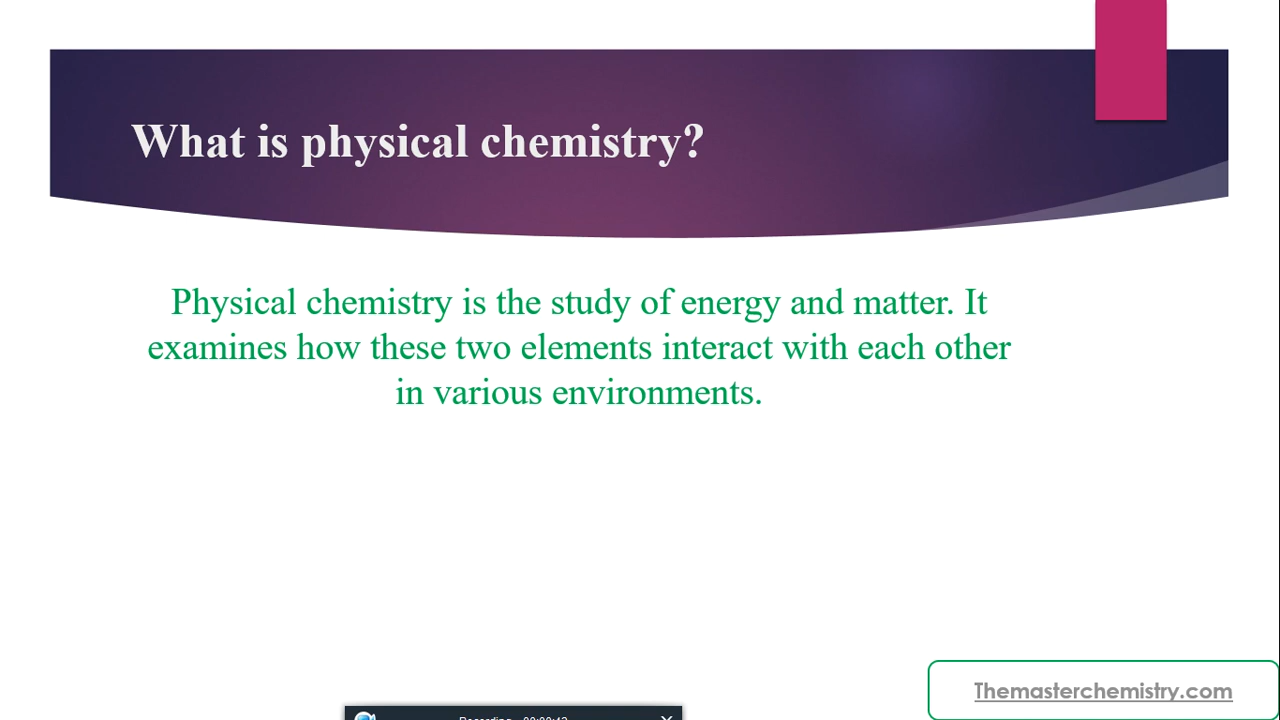 What is physical chemistry?
Physical chemistry is the study of energy and matter. It
examines how these two elements interact with each other
in various environments.
Themasterchemistry.com